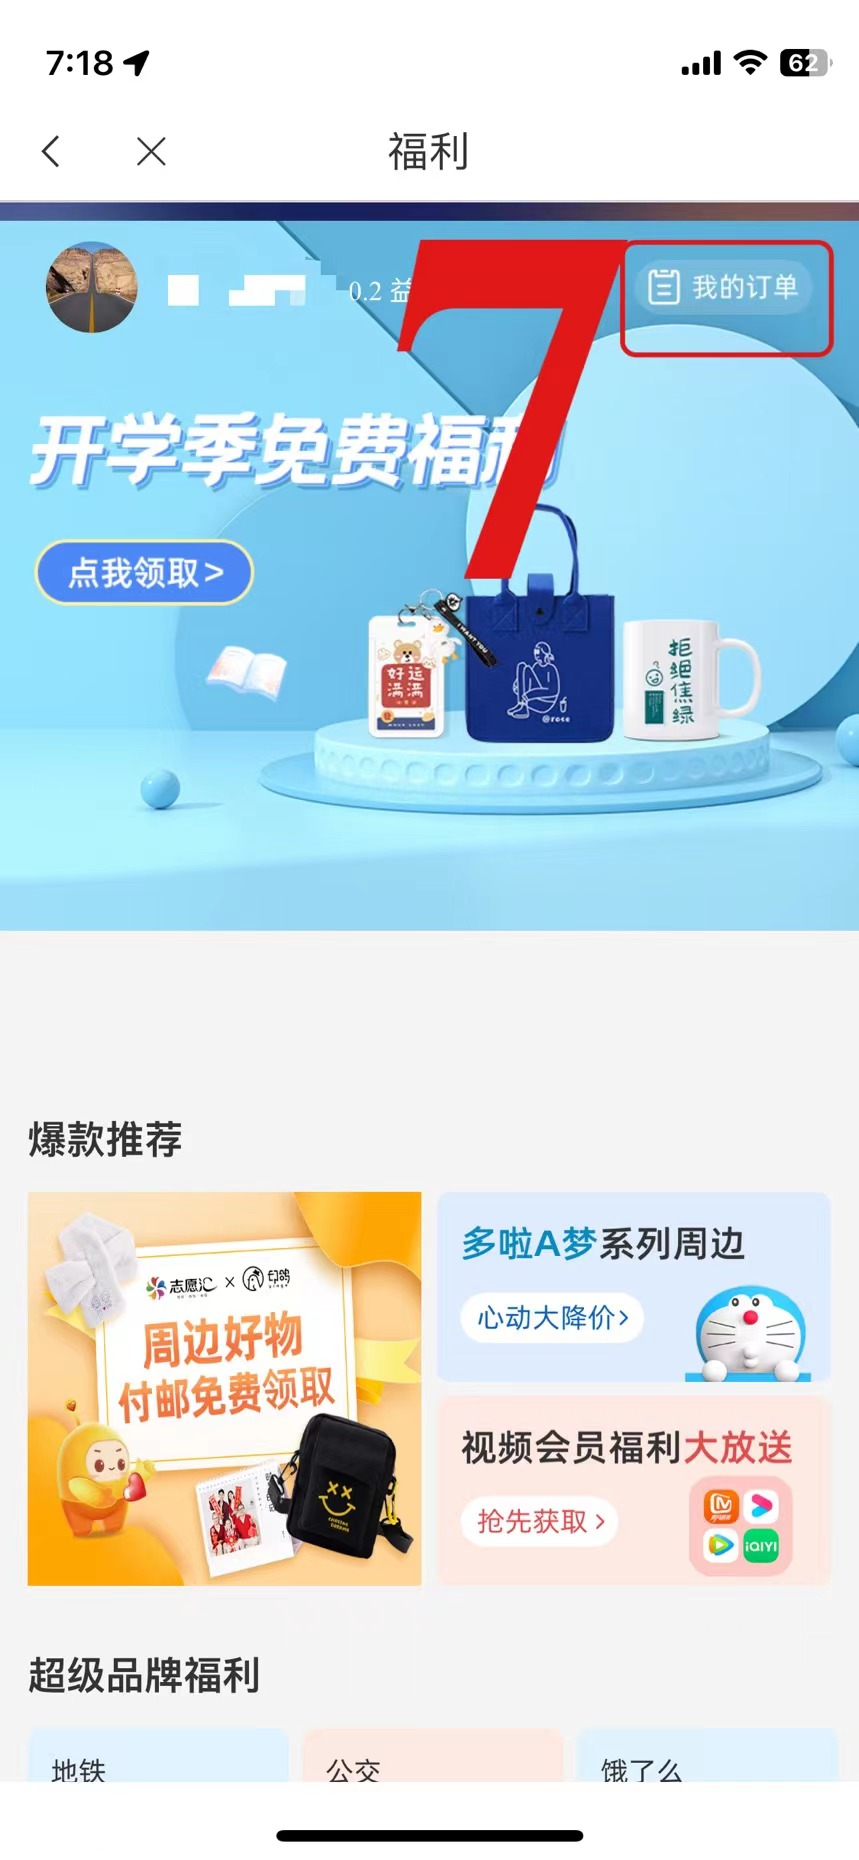 7:18
62
福利
0.2 益
7
我的订单
开学季免费福利
点我领取>
I WANT YOU
好运
满满
@rose
拒绝焦绿
爆款推荐
志愿汇 × 印鸽
周边好物
付邮免费领取
多啦A梦系列周边
心动大降价>
视频会员福利大放送
抢先获取>
iQIYI
超级品牌福利
地铁
公交
饿了么